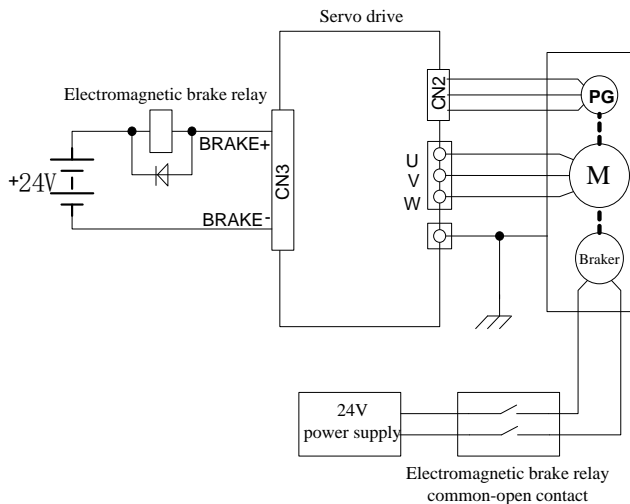 Servo drive
Electromagnetic brake relay
BRAKE+
CN3
+24V
BRAKE-
CN2
PG
U
V
W
M
Braker
24V
power supply
Electromagnetic brake relay
common-open contact